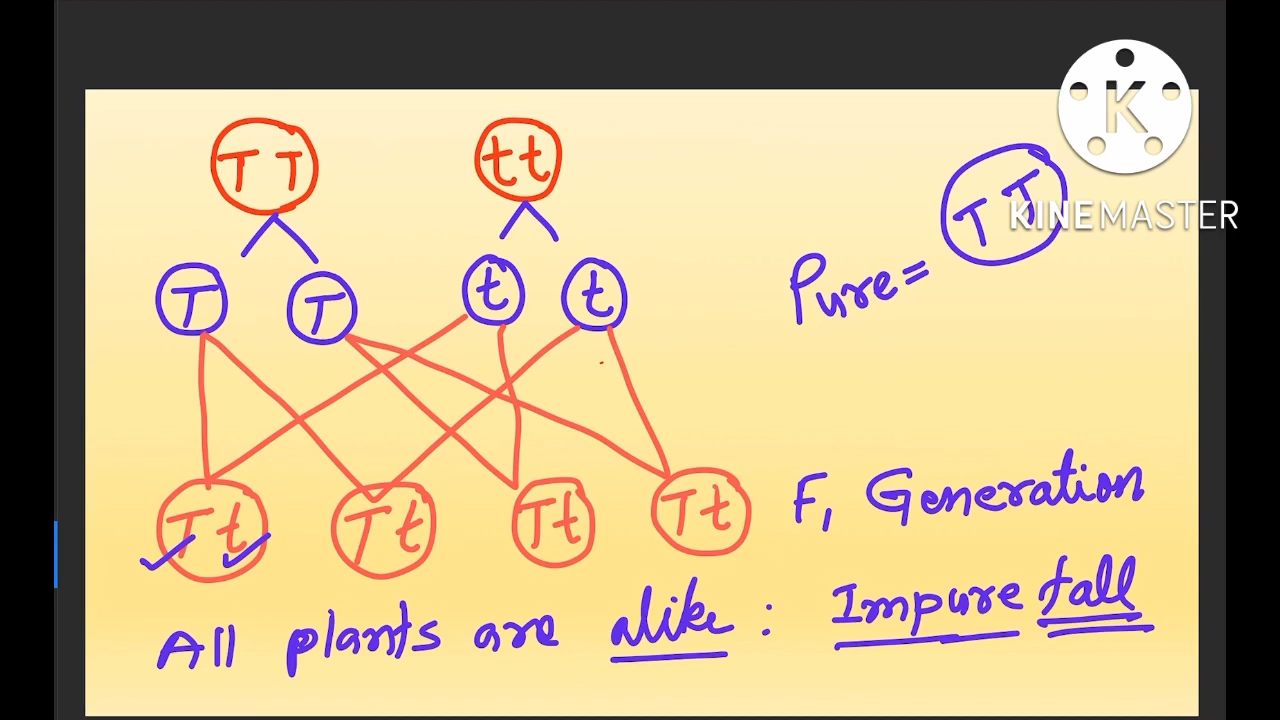 TT tt
T T t t
Pure = TT
Tt Tt Tt Tt
F1 Generation
All plants are alike : Impure tall
K
KINEMASTER